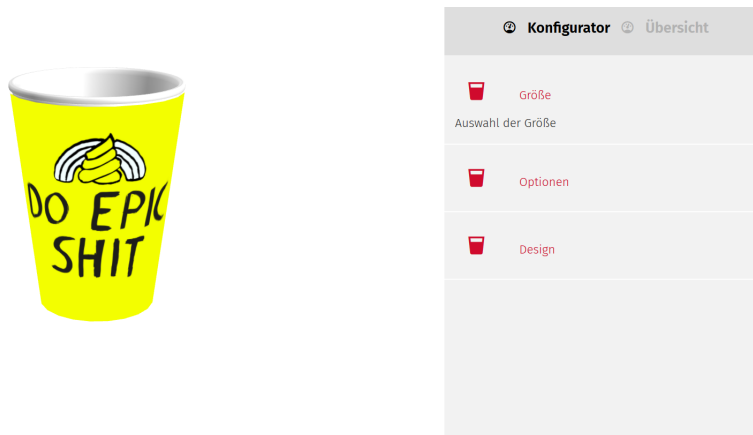 Konfigurator Übersicht
Größe
Auswahl der Größe
Optionen
Design
DO EPIC
SHIT